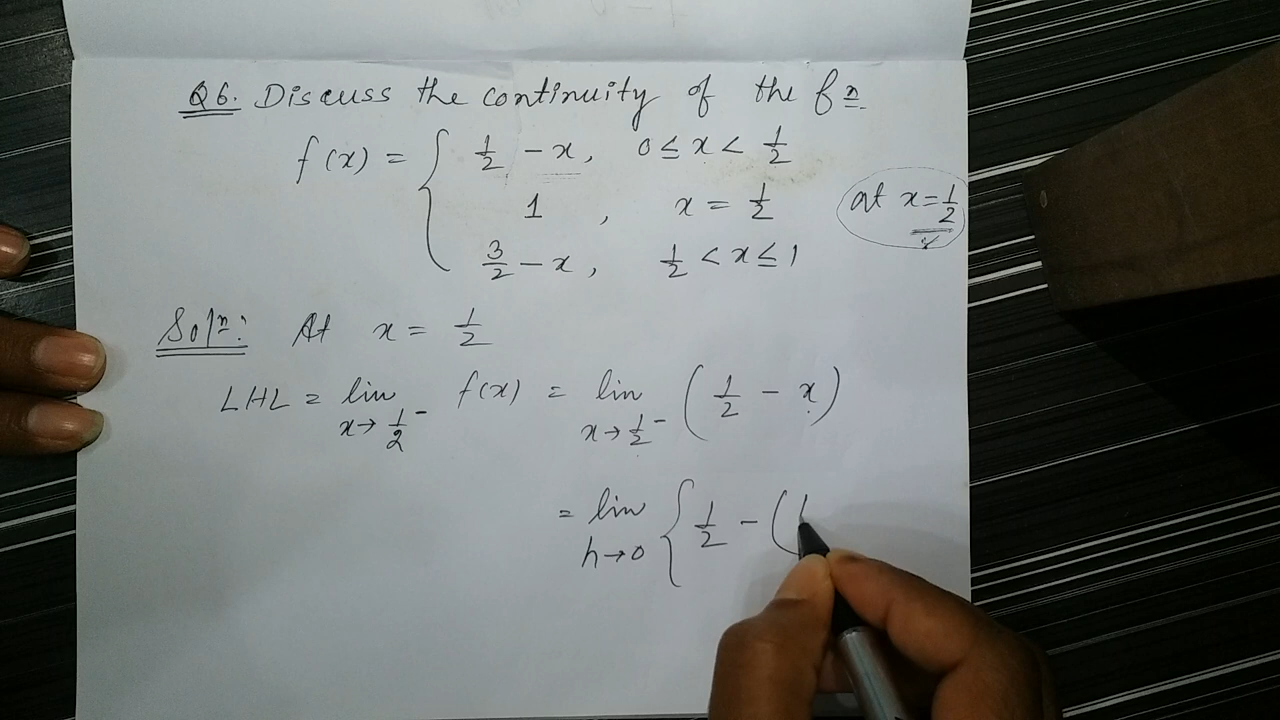 Q6. Discuss the continuity of the fn.
f(x) = { 1/2 - x, 0 ≤ x < 1/2
1, x = 1/2
3/2 - x, 1/2 < x ≤ 1
at x = 1/2
Soln: At x = 1/2
LHL = lim x→1/2⁻ f(x) = lim x→1/2⁻ (1/2 - x)
= lim h→0 { 1/2 - (1